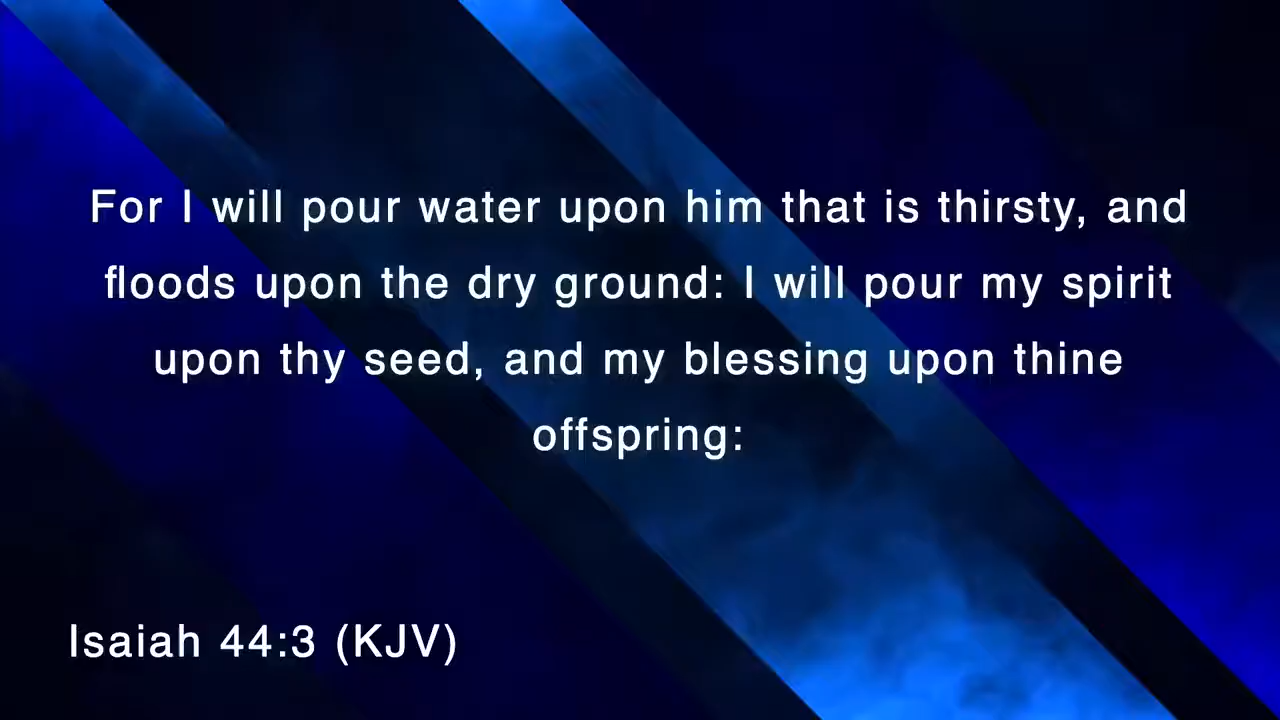 For I will pour water upon him that is thirsty, and
floods upon the dry ground: I will pour my spirit
upon thy seed, and my blessing upon thine
offspring:
Isaiah 44:3 (KJV)